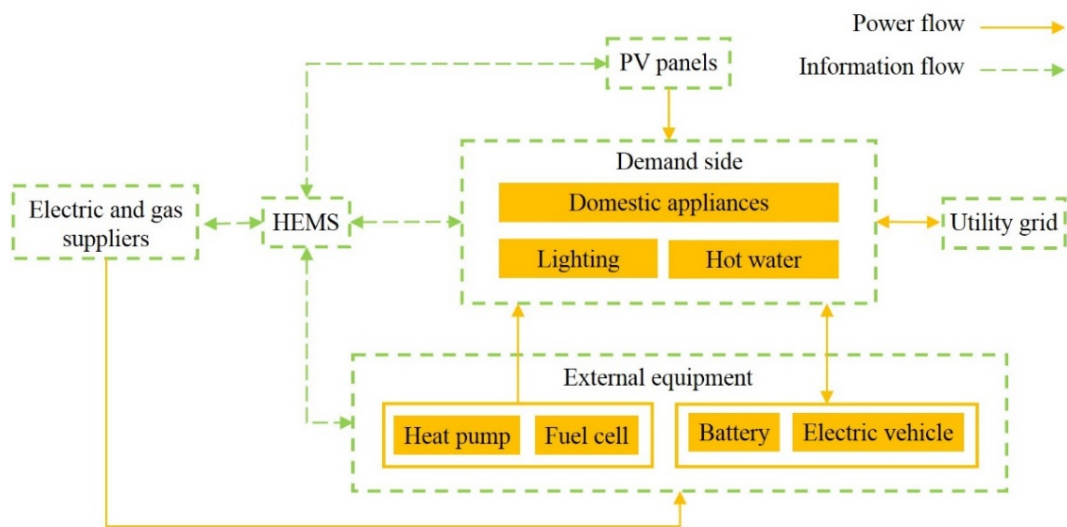 Power flow
PV panels
Information flow
Demand side
Domestic appliances
Electric and gas
suppliers
HEMS
Utility grid
Lighting
Hot water
External equipment
Heat pump
Fuel cell
Battery
Electric vehicle